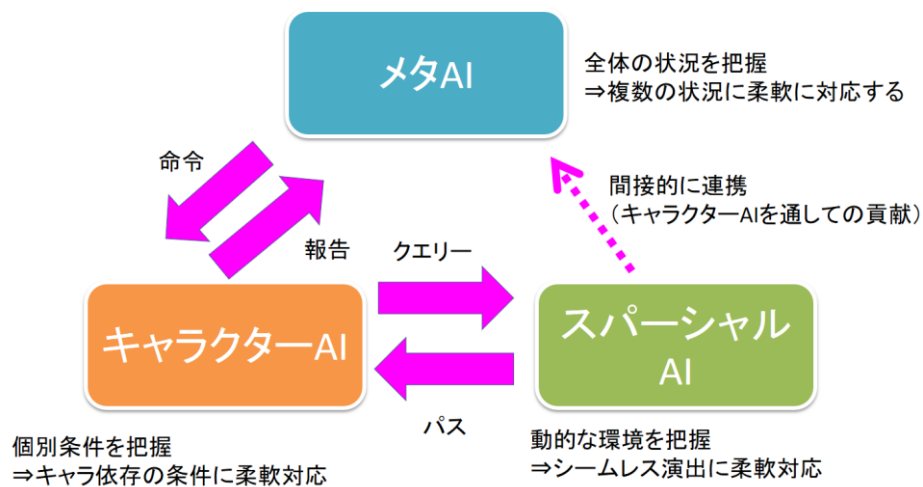 メタAI
全体の状況を把握
⇒複数の状況に柔軟に対応する
命令
報告
間接的に連携
（キャラクターAIを通しての貢献）
クエリー
キャラクターAI
スパーシャル
AI
パス
個別条件を把握
⇒キャラ依存の条件に柔軟対応
動的な環境を把握
⇒シームレス演出に柔軟対応